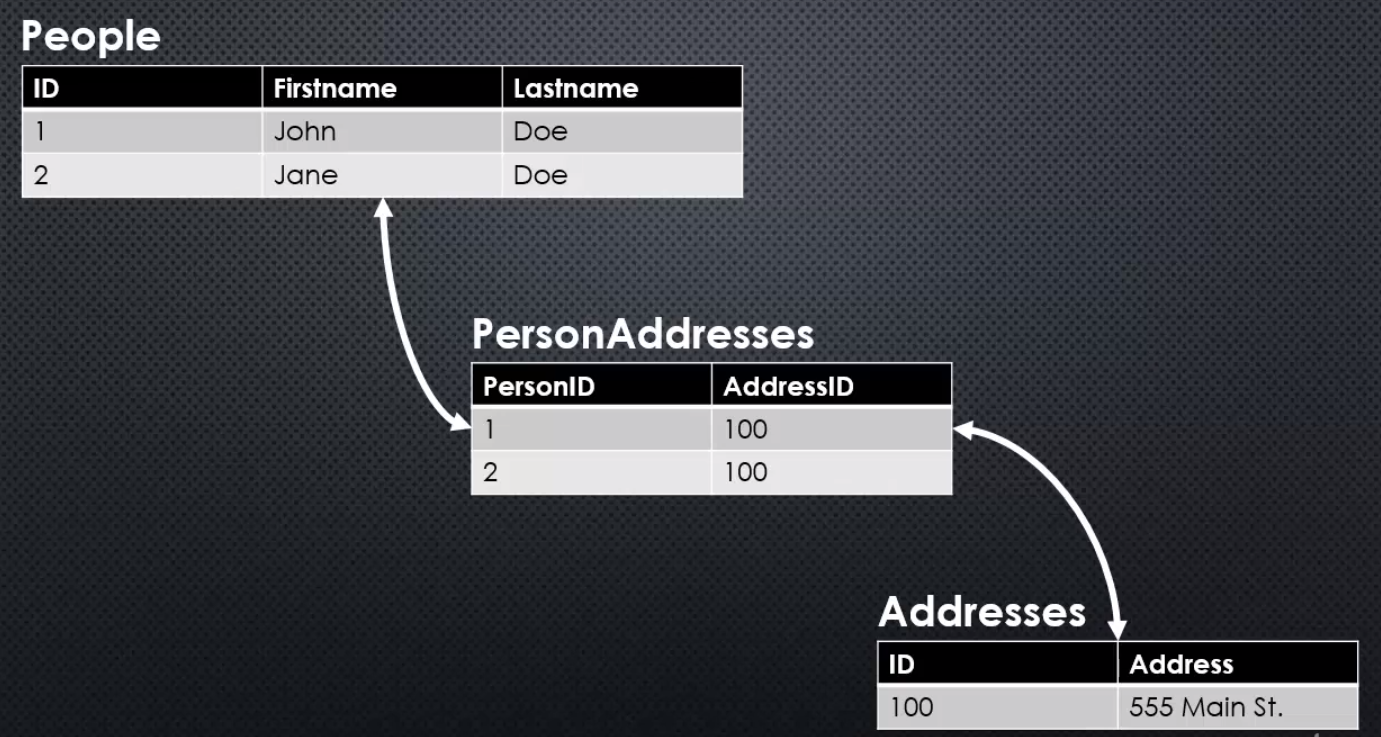 People
ID Firstname Lastname
1 John Doe
2 Jane Doe
PersonAddresses
PersonID AddressID
1 100
2 100
Addresses
ID Address
100 555 Main St.